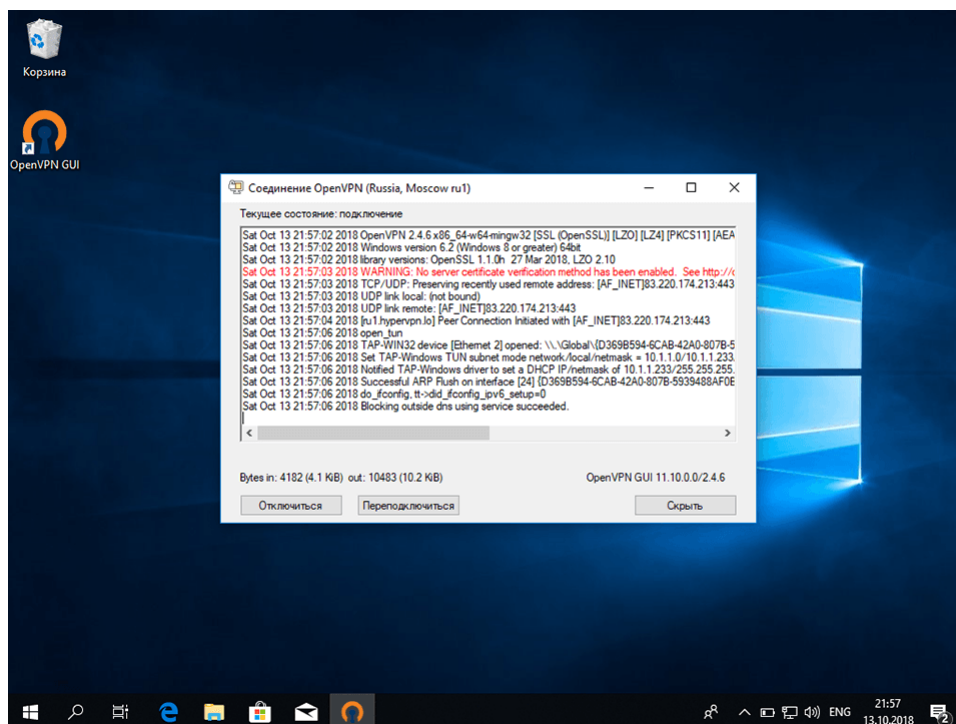 Корзина
OpenVPN GUI
Соединение OpenVPN (Russia, Moscow ru1)
Текущее состояние: подключение
Sat Oct 13 21:57:02 2018 OpenVPN 2.4.6 x86_64-w64-mingw32 [SSL (OpenSSL)] [LZO] [LZ4] [PKCS11] [AEA
Sat Oct 13 21:57:02 2018 Windows version 6.2 (Windows 8 or greater) 64bit
Sat Oct 13 21:57:02 2018 library versions: OpenSSL 1.1.0h  27 Mar 2018, LZO 2.10
Sat Oct 13 21:57:03 2018 WARNING: No server certificate verification method has been enabled.  See http://
Sat Oct 13 21:57:03 2018 TCP/UDP: Preserving recently used remote address: [AF_INET]83.220.174.213:443
Sat Oct 13 21:57:03 2018 UDP link local: (not bound)
Sat Oct 13 21:57:03 2018 UDP link remote: [AF_INET]83.220.174.213:443
Sat Oct 13 21:57:04 2018 [ru1.hypervpn.lo] Peer Connection Initiated with [AF_INET]83.220.174.213:443
Sat Oct 13 21:57:06 2018 open_tun
Sat Oct 13 21:57:06 2018 TAP-WIN32 device [Ethernet 2] opened: \\.\Global\{D369B594-6CAB-42A0-807B-5
Sat Oct 13 21:57:06 2018 Set TAP-Windows TUN subnet mode network/local/netmask = 10.1.1.0/10.1.1.233.
Sat Oct 13 21:57:06 2018 Notified TAP-Windows driver to set a DHCP IP/netmask of 10.1.1.233/255.255.255.
Sat Oct 13 21:57:06 2018 Successful ARP Flush on interface [24] {D369B594-6CAB-42A0-807B-5939488AF0E
Sat Oct 13 21:57:06 2018 do_ifconfig, tt->did_ifconfig_ipv6_setup=0
Sat Oct 13 21:57:06 2018 Blocking outside dns using service succeeded.
Bytes in: 4182 (4.1 KiB)  out: 10483 (10.2 KiB)
OpenVPN GUI 11.10.0.0/2.4.6
Отключиться
Переподключиться
Скрыть
ENG
21:57
13.10.2018
2